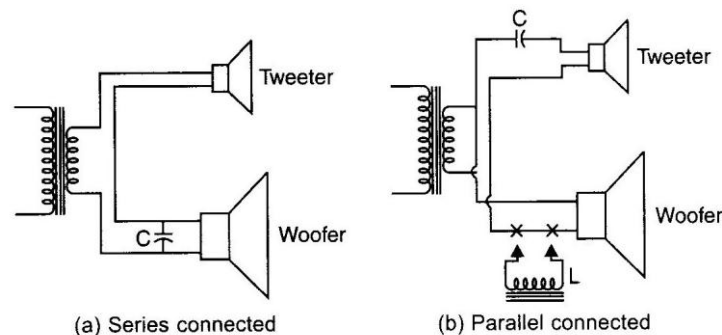 Tweeter
C
Woofer
(a) Series connected
C
Tweeter
Woofer
L
(b) Parallel connected